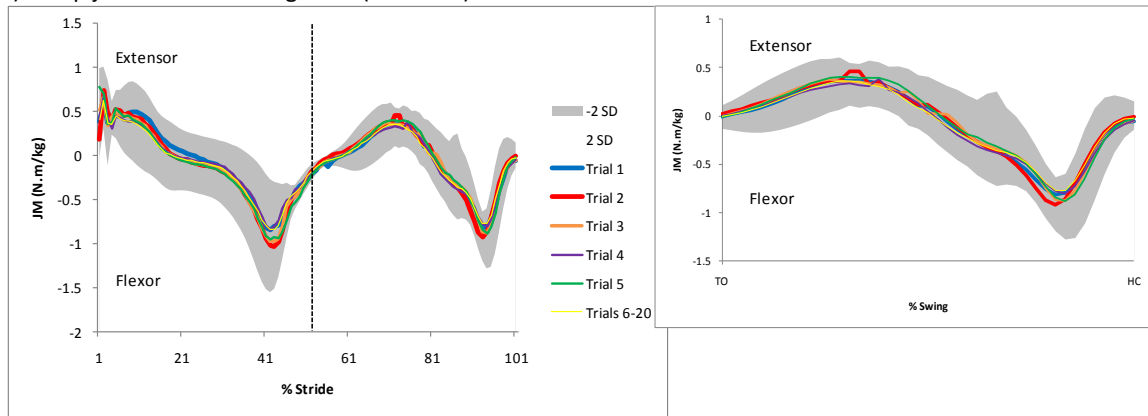 1.5
1
0.5
0
-0.5
-1
-1.5
-2
JM (N.m/kg)
Extensor
Flexor
1
21
41
61
81
101
% Stride
-2 SD
2 SD
Trial 1
Trial 2
Trial 3
Trial 4
Trial 5
Trials 6-20
1
0.5
0
-0.5
-1
-1.5
JM (N.m/kg)
Extensor
Flexor
TO
HC
% Swing